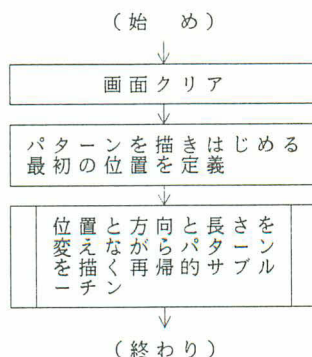 （始　め）
画面クリア
パターンを描きはじめる
最初の位置を定義
位置と方向と長さを
変えながらパターン
を描く再帰的サブル
ーチン
（終わり）